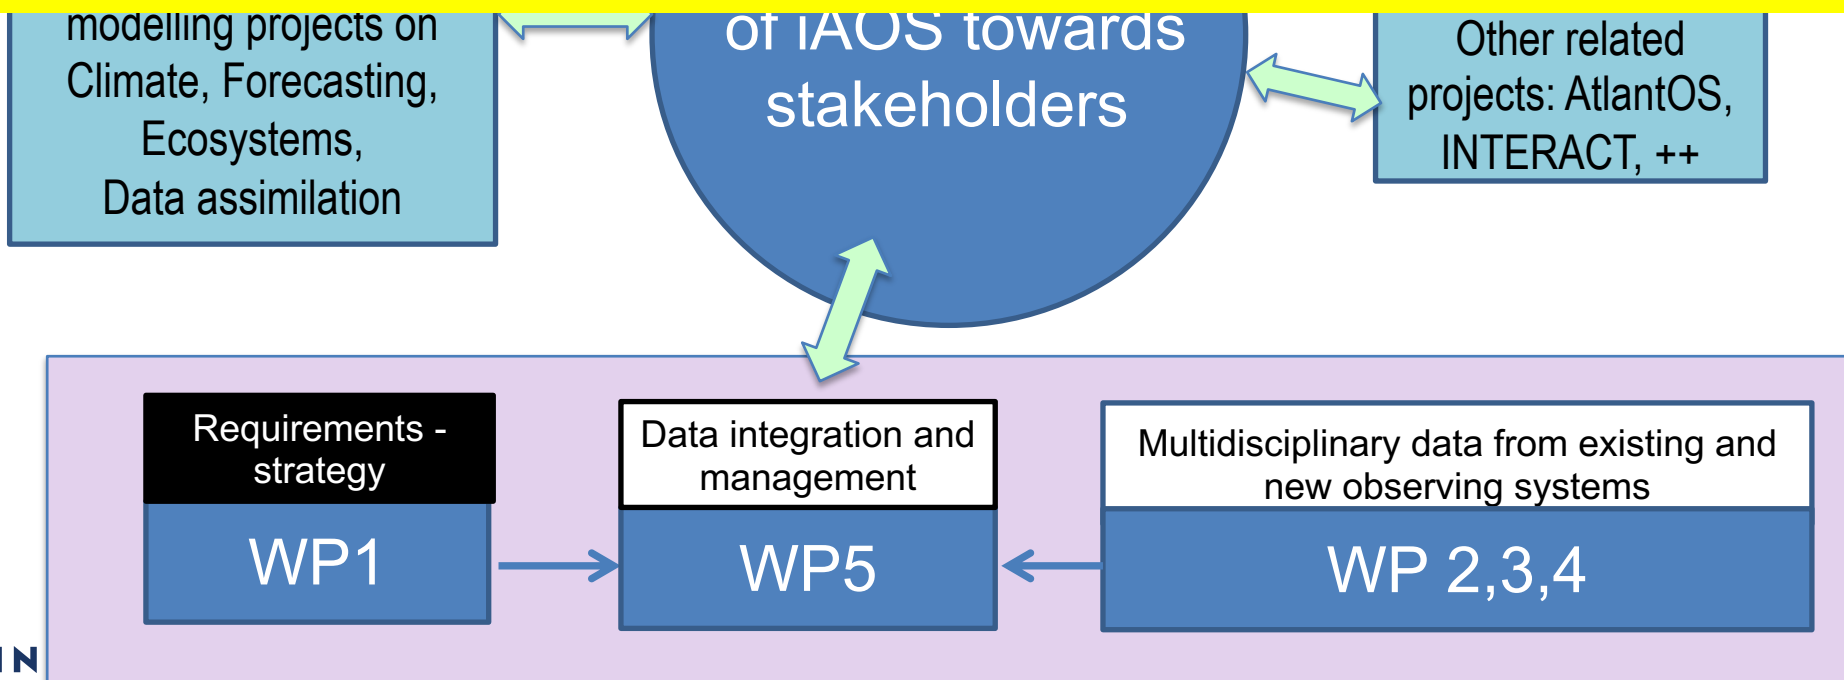 modelling projects on
Climate, Forecasting,
Ecosystems,
Data assimilation
of iAOS towards
stakeholders
Other related
projects: AtlantOS,
INTERACT, ++
Requirements -
strategy
WP1
Data integration and
management
WP5
Multidisciplinary data from existing and
new observing systems
WP 2,3,4
N